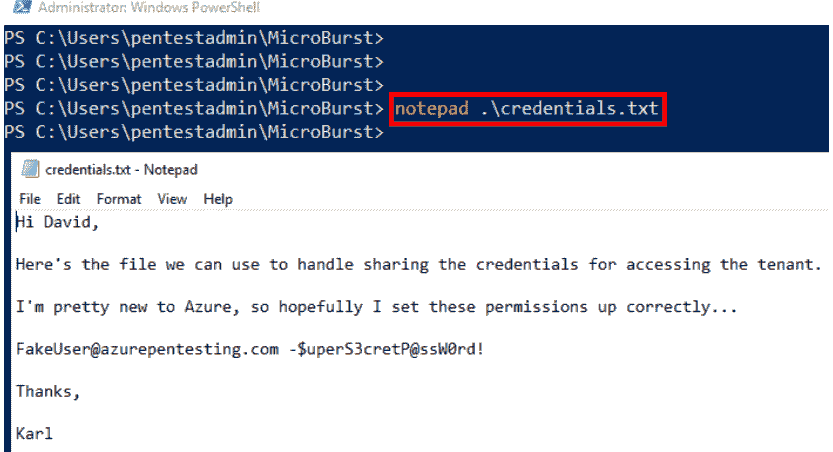 Administrator: Windows PowerShell
PS C:\Users\pentestadmin\MicroBurst>
PS C:\Users\pentestadmin\MicroBurst>
PS C:\Users\pentestadmin\MicroBurst>
PS C:\Users\pentestadmin\MicroBurst> notepad .\credentials.txt
PS C:\Users\pentestadmin\MicroBurst>
credentials.txt - Notepad
File Edit Format View Help
Hi David,
Here's the file we can use to handle sharing the credentials for accessing the tenant.
I'm pretty new to Azure, so hopefully I set these permissions up correctly...
FakeUser@azurepentesting.com -$uperS3cretP@ssW0rd!
Thanks,
Karl